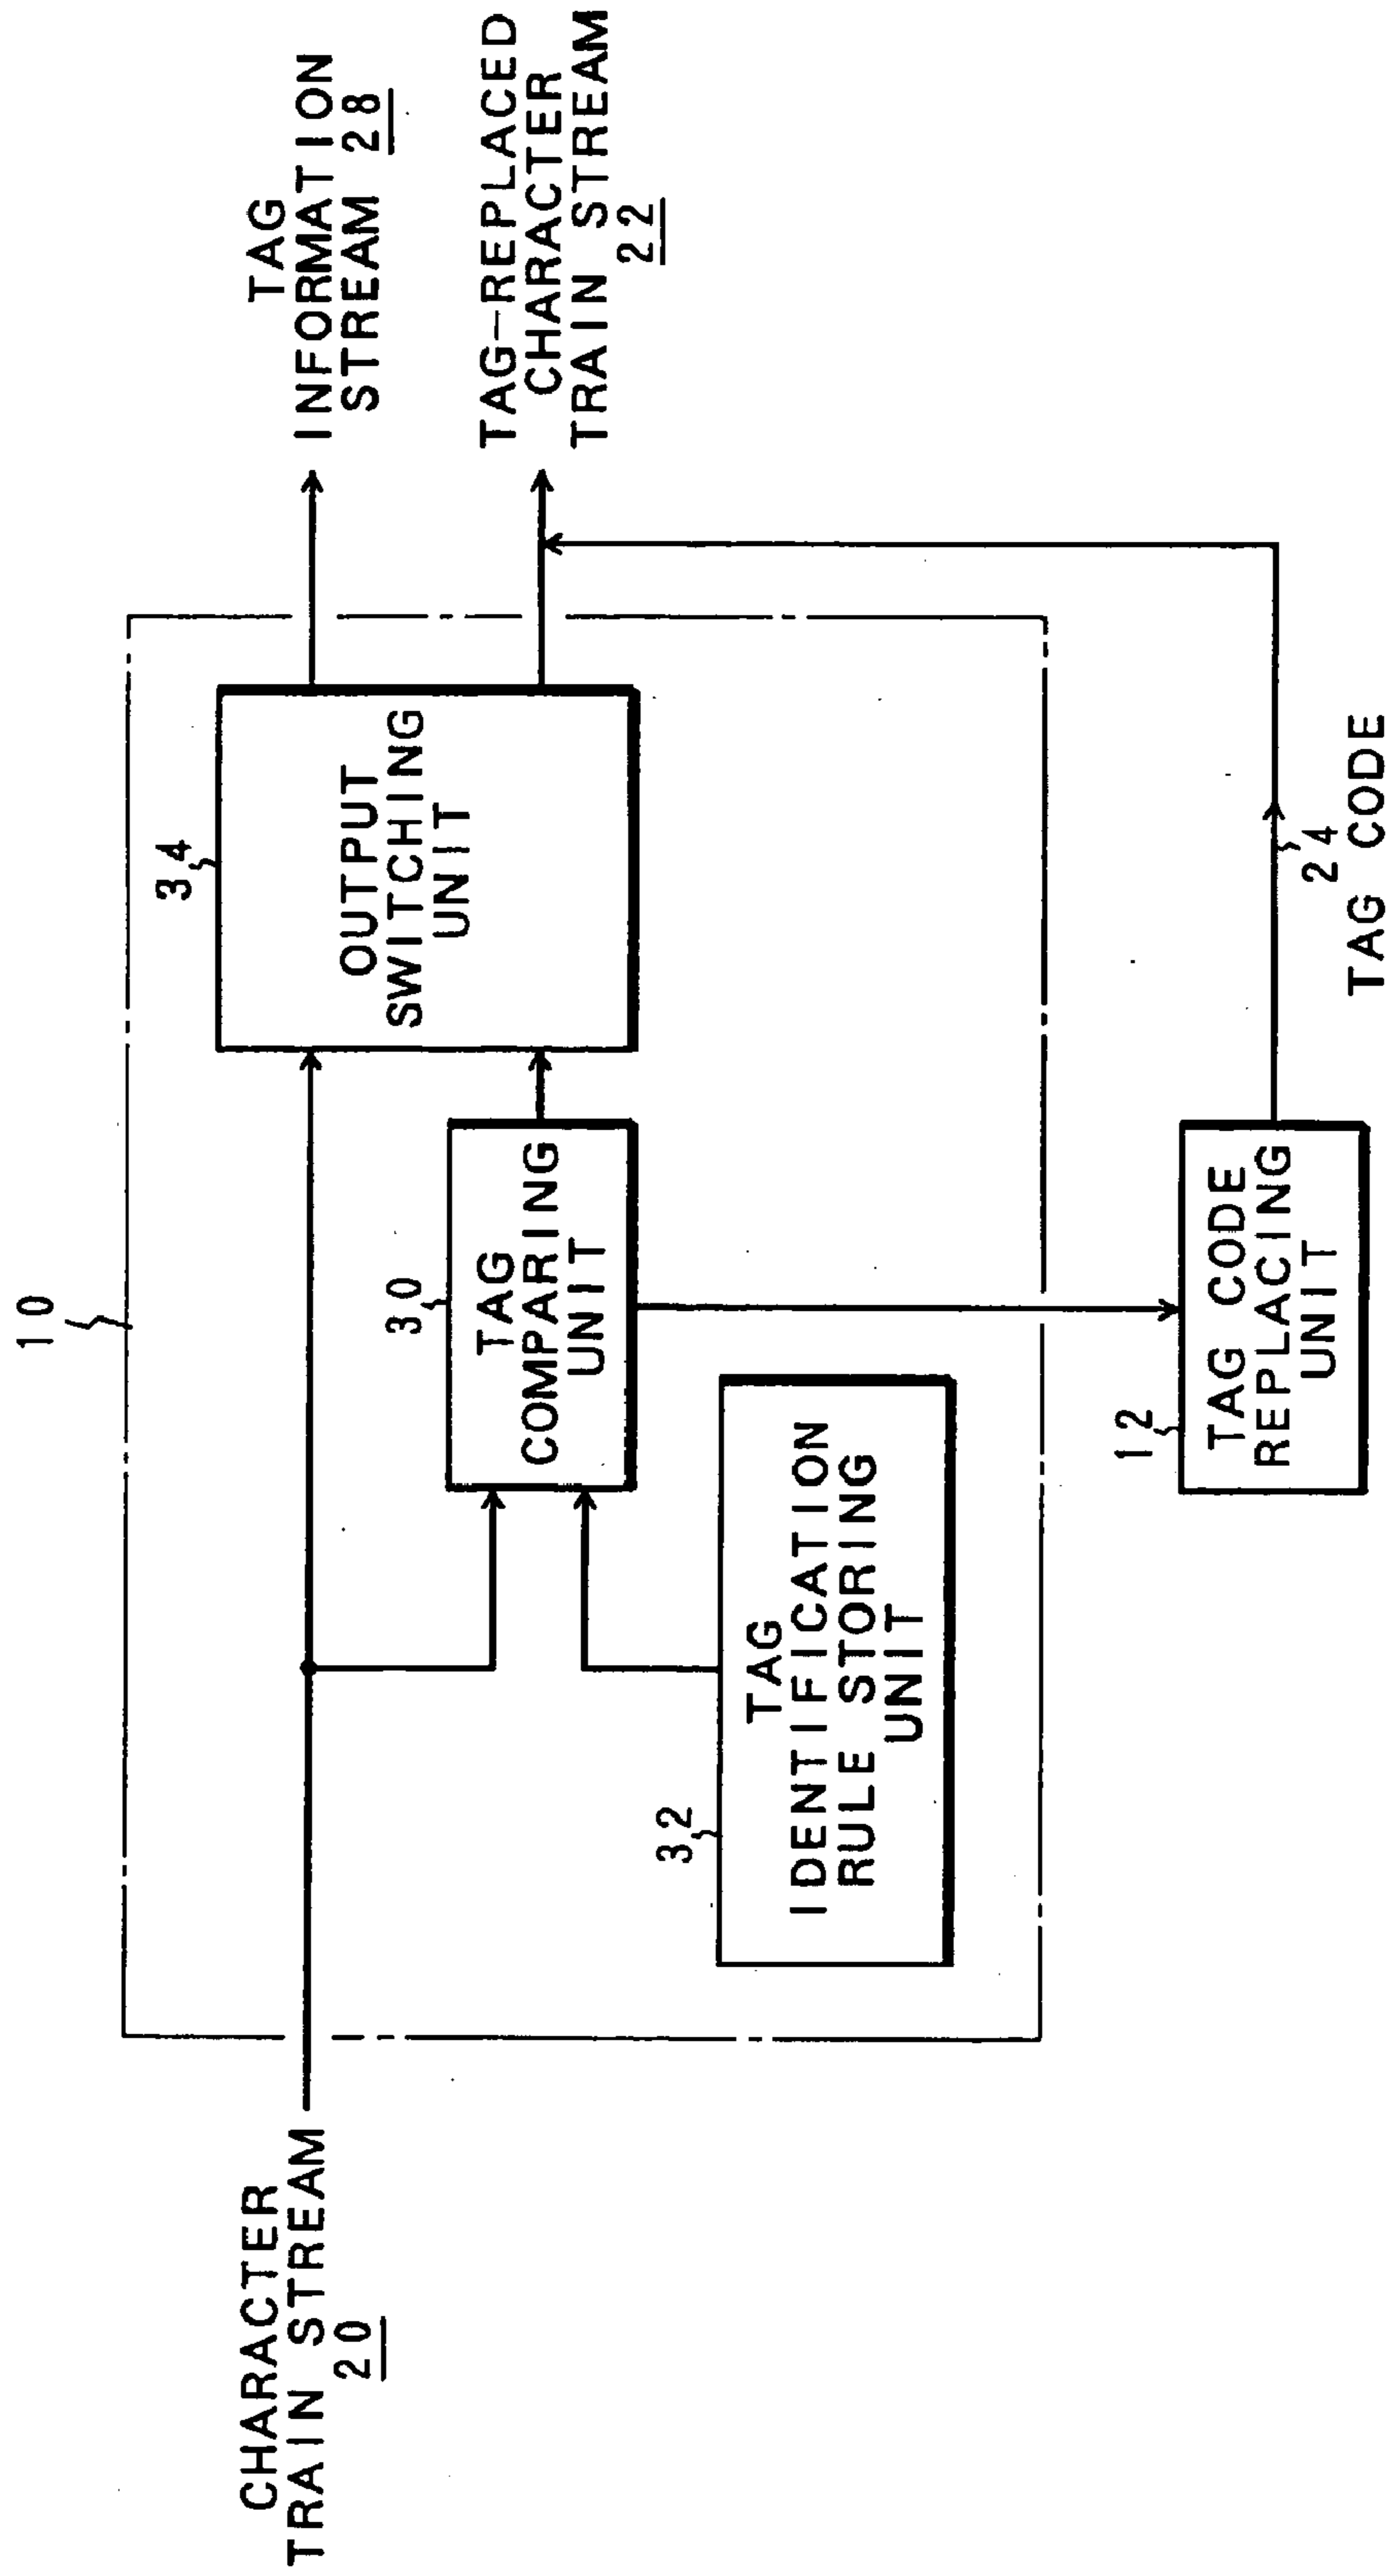 10
CHARACTER
TRAIN STREAM
20
34
OUTPUT
SWITCHING
UNIT
TAG
INFORMATION
STREAM 28
TAG-REPLACED
CHARACTER
TRAIN STREAM
22
30
TAG
COMPARING
UNIT
32
TAG
IDENTIFICATION
RULE STORING
UNIT
12
TAG CODE
REPLACING
UNIT
24
TAG CODE